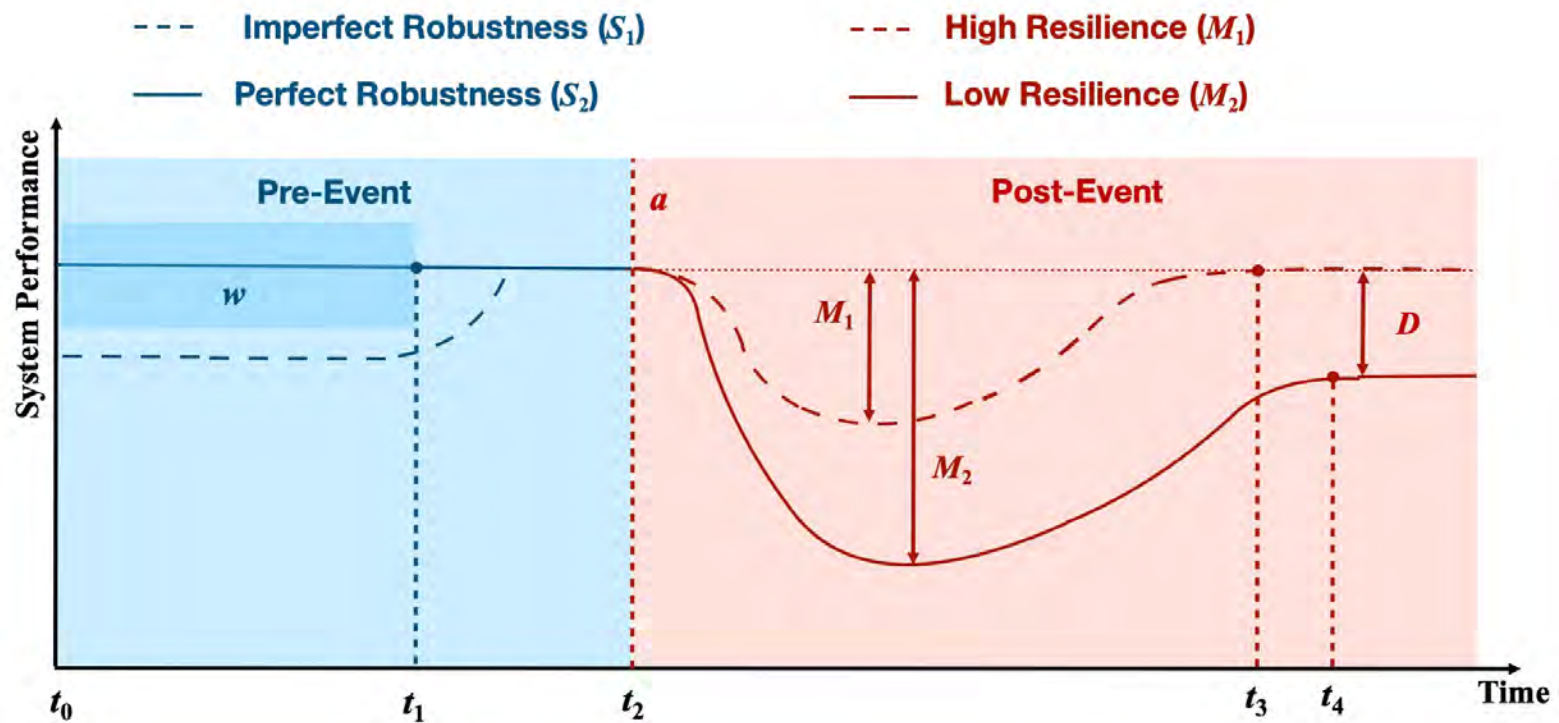 Imperfect Robustness (S₁)
High Resilience (M₁)
Perfect Robustness (S₂)
Low Resilience (M₂)
System Performance
Pre-Event
a
Post-Event
w
M₁
D
M₂
t₀
t₁
t₂
t₃
t₄
Time